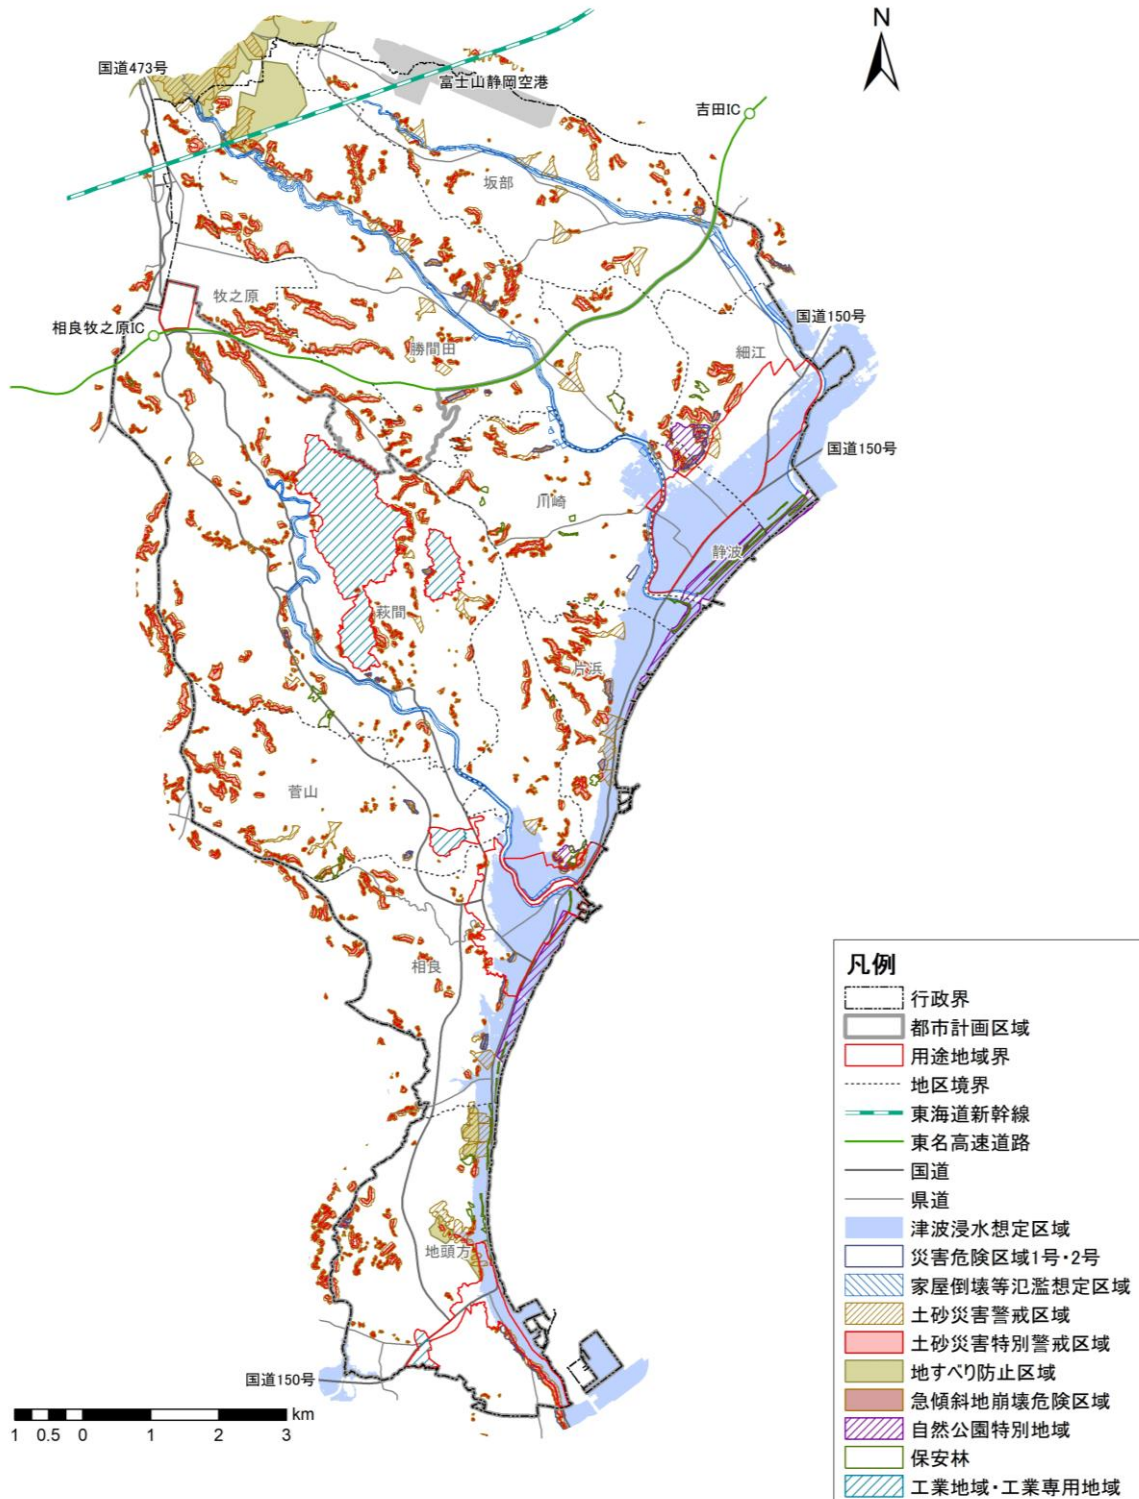 N
国道473号
富士山静岡空港
吉田IC
坂部
牧之原
国道150号
相良牧之原IC
勝間田
細江
国道150号
川崎
静波
萩間
片浜
菅山
相良
地頭方
国道150号
1 0.5 0 1 2 3 km
凡例
行政界
都市計画区域
用途地域界
地区境界
東海道新幹線
東名高速道路
国道
県道
津波浸水想定区域
災害危険区域1号・2号
家屋倒壊等氾濫想定区域
土砂災害警戒区域
土砂災害特別警戒区域
地すべり防止区域
急傾斜地崩壊危険区域
自然公園特別地域
保安林
工業地域・工業専用地域